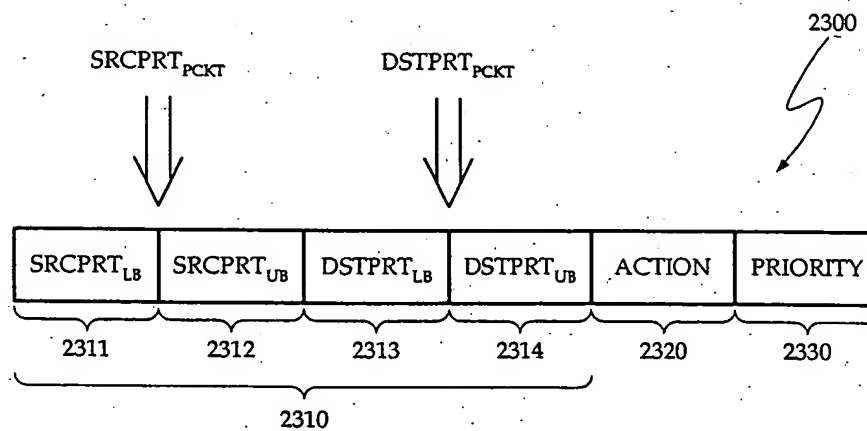 2300
SRCPRT_PCKT DSTPRT_PCKT
SRCPRT_LB SRCPRT_UB DSTPRT_LB DSTPRT_UB ACTION PRIORITY
2311 2312 2313 2314 2320 2330
2310